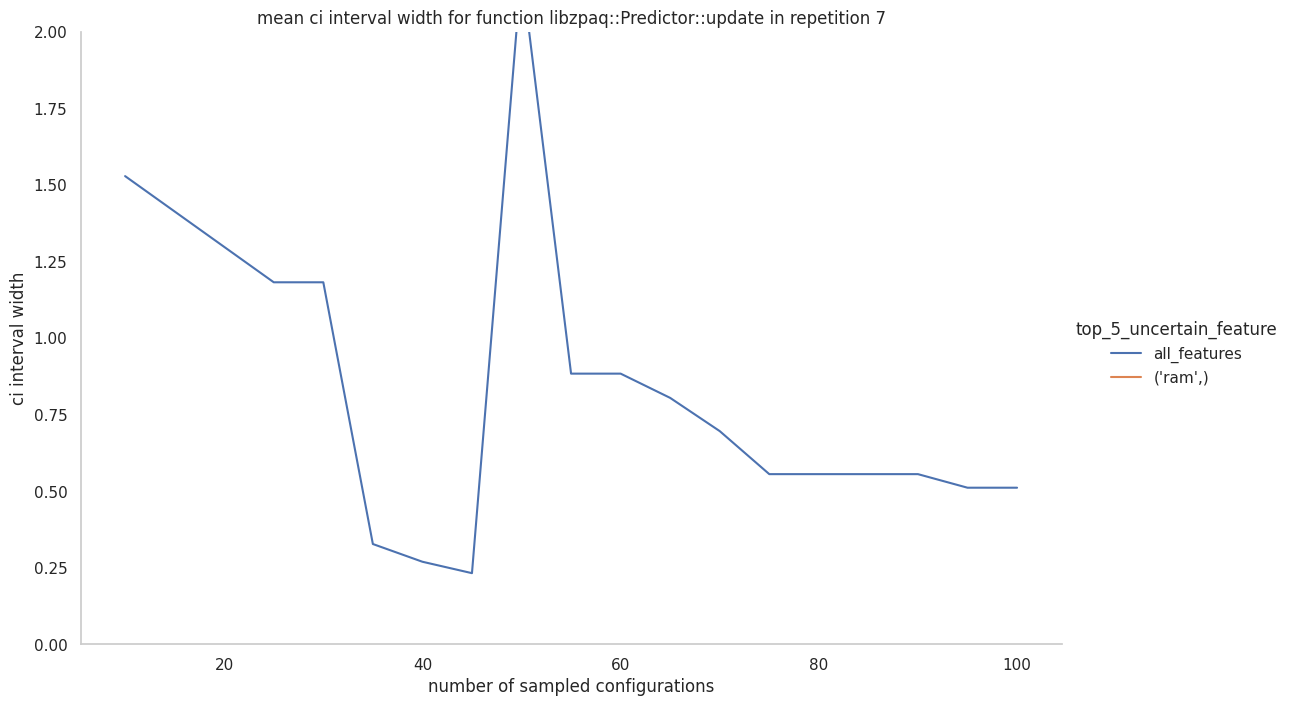 mean ci interval width for function libzpaq::Predictor::update in repetition 7
2.00
1.75
1.50
1.25
1.00
0.75
0.50
0.25
0.00
ci interval width
20
40
60
80
100
number of sampled configurations
top_5_uncertain_feature
all_features
('ram',)